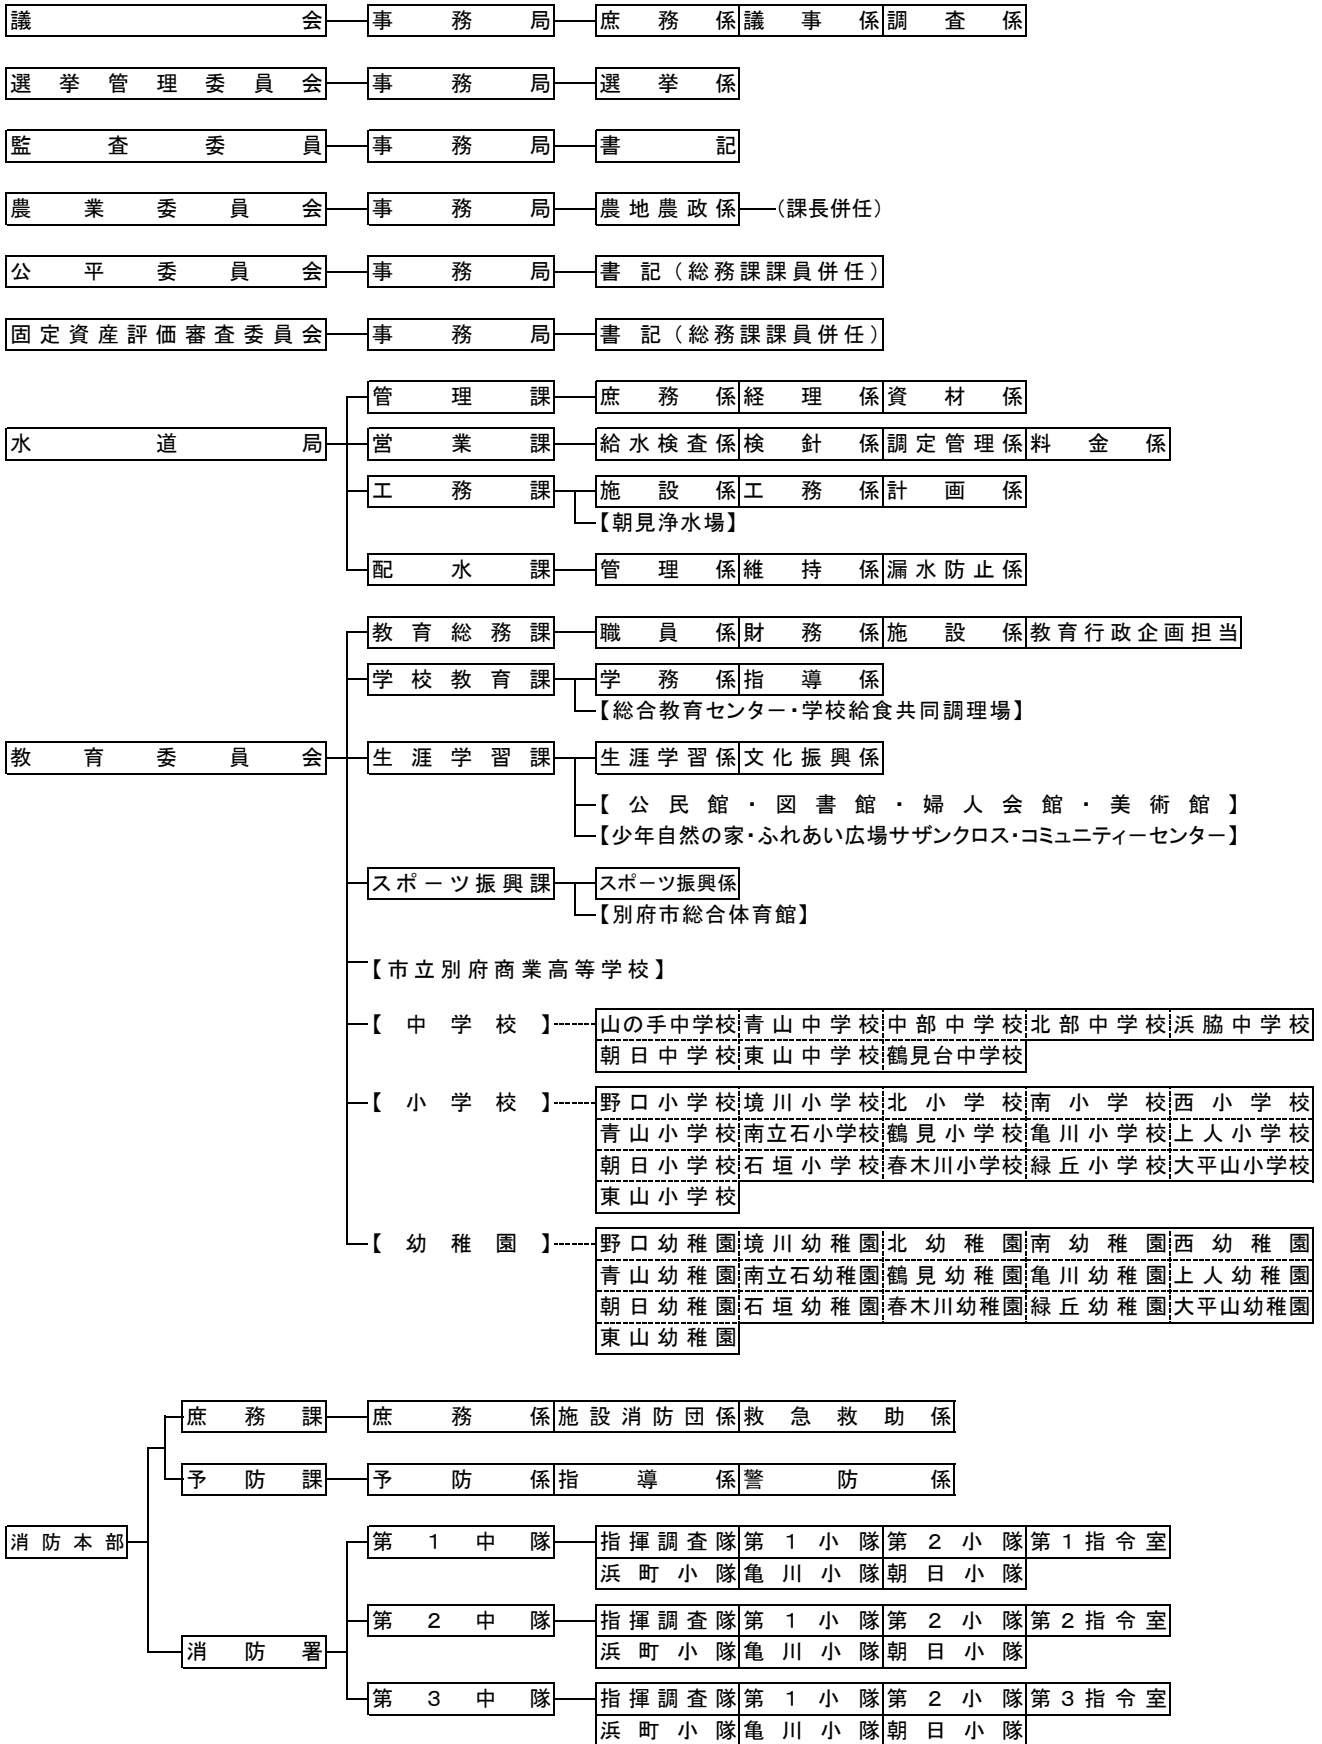 議会 事務局 庶務係 議事係 調査係
選挙管理委員会 事務局 選挙係
監査委員 事務局 書記
農業委員会 事務局 農地農政係 （課長併任）
公平委員会 事務局 書記（総務課課員併任）
固定資産評価審査委員会 事務局 書記（総務課課員併任）
管理課 庶務係 経理係 資材係
水道局 営業課 給水検査係 検針係 調定管理係 料金係
工務課 施設係 工務係 計画係
【朝見浄水場】
配水課 管理係 維持係 漏水防止係
教育総務課 職員係 財務係 施設係 教育行政企画担当
学校教育課 学務係 指導係
【総合教育センター・学校給食共同調理場】
教育委員会 生涯学習課 生涯学習係 文化振興係
【公民館・図書館・婦人会館・美術館】
【少年自然の家・ふれあい広場サザンクロス・コミュニティーセンター】
スポーツ振興課 スポーツ振興係
【別府市総合体育館】
【市立別府商業高等学校】
【中学校】 山の手中学校 青山中学校 中部中学校 北部中学校 浜脇中学校
朝日中学校 東山中学校 鶴見台中学校
【小学校】 野口小学校 境川小学校 北小学校 南小学校 西小学校
青山小学校 南立石小学校 鶴見小学校 亀川小学校 上人小学校
朝日小学校 石垣小学校 春木川小学校 緑丘小学校 大平山小学校
東山小学校
【幼稚園】 野口幼稚園 境川幼稚園 北幼稚園 南幼稚園 西幼稚園
青山幼稚園 南立石幼稚園 鶴見幼稚園 亀川幼稚園 上人幼稚園
朝日幼稚園 石垣幼稚園 春木川幼稚園 緑丘幼稚園 大平山幼稚園
東山幼稚園
庶務課 庶務係 施設消防団係 救急救助係
予防課 予防係 指導係 警防係
消防本部 第1中隊 指揮調査隊 第1小隊 第2小隊 第1指令室
浜町小隊 亀川小隊 朝日小隊
第2中隊 指揮調査隊 第1小隊 第2小隊 第2指令室
消防署 浜町小隊 亀川小隊 朝日小隊
第3中隊 指揮調査隊 第1小隊 第2小隊 第3指令室
浜町小隊 亀川小隊 朝日小隊